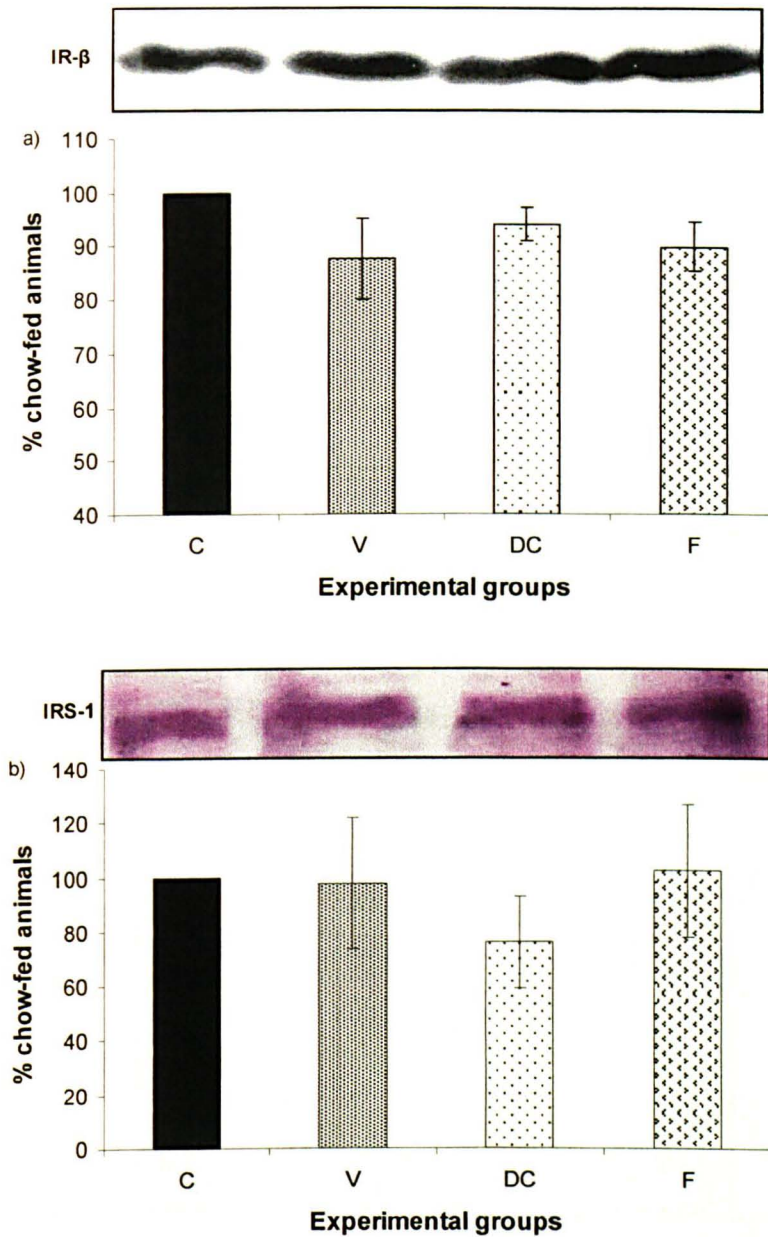 IR-β
a)
110
100
90
80
70
60
50
40
% chow-fed animals
C V DC F
Experimental groups
IRS-1
b)
140
120
100
80
60
40
20
0
% chow-fed animals
C V DC F
Experimental groups